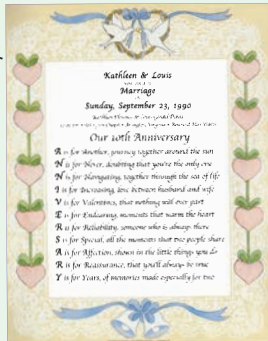 Kathleen & Louis
Marriage
Sunday, September 23, 1990
Our 10th Anniversary
A is for Another, journey together around the sun
N is for Never, doubting that you're the only one
N is for Navigating, together through the sea of life
I is for Increasing, love between husband and wife
V is for Valentines, that nothing will ever part
E is for Endearing, moments that warm the heart
R is for Reliability, someone who is always there
S is for Special, all the moments that two people share
A is for Affection, shown in the little things you do
R is for Reassurance, that you'll always be true
Y is for Years, of memories made especially for two